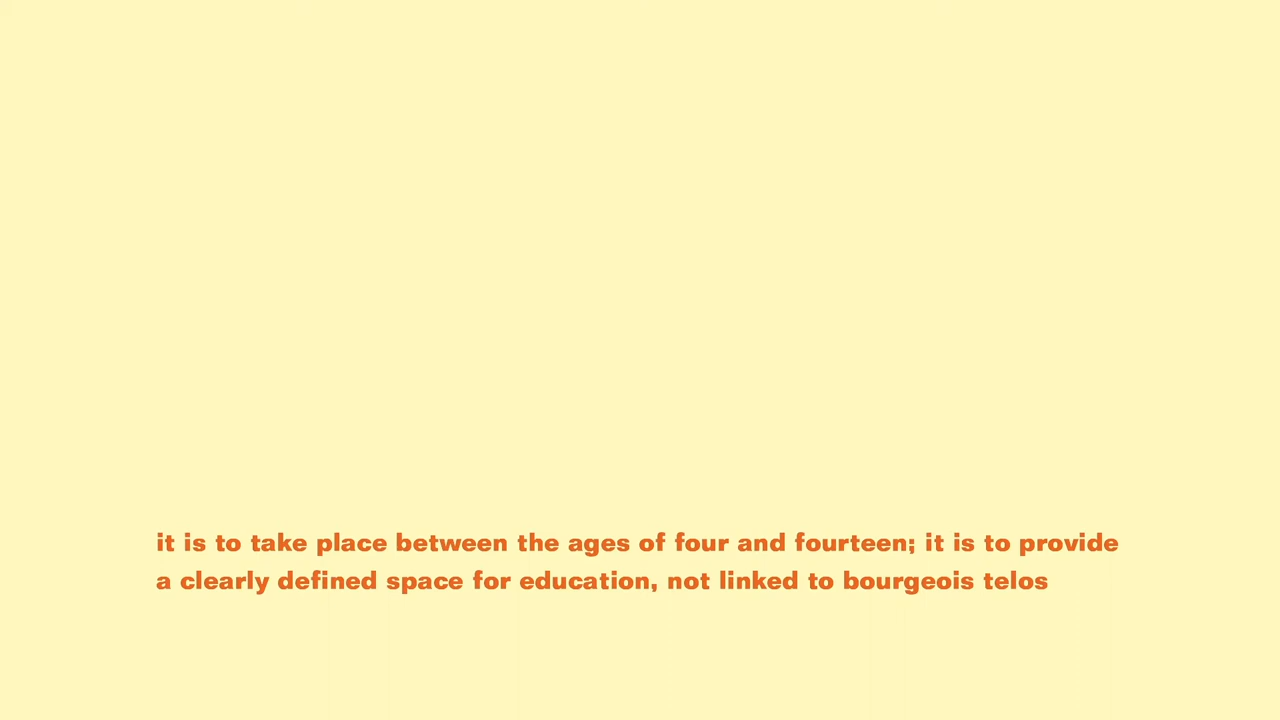 it is to take place between the ages of four and fourteen; it is to provide
a clearly defined space for education, not linked to bourgeois telos